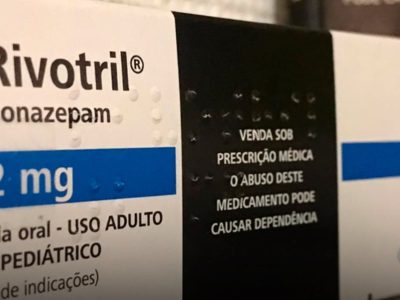 Rivotril®
onazepam
2 mg
ia oral - USO ADULTO
PEDIÁTRICO
de indicações)
VENDA SOB
PRESCRIÇÃO MÉDICA
O ABUSO DESTE
MEDICAMENTO PODE
CAUSAR DEPENDÊNCIA